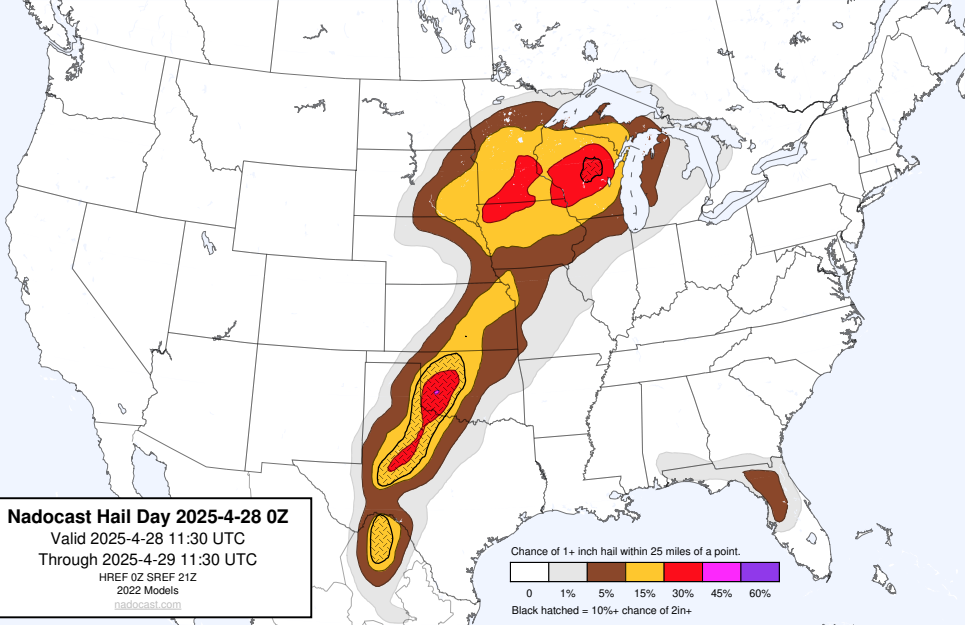 Nadocast Hail Day 2025-4-28 0Z
Valid 2025-4-28 11:30 UTC
Through 2025-4-29 11:30 UTC
HREF 0Z SREF 21Z
2022 Models
nadocast.com
Chance of 1+ inch hail within 25 miles of a point.
0 1% 5% 15% 30% 45% 60%
Black hatched = 10%+ chance of 2in+